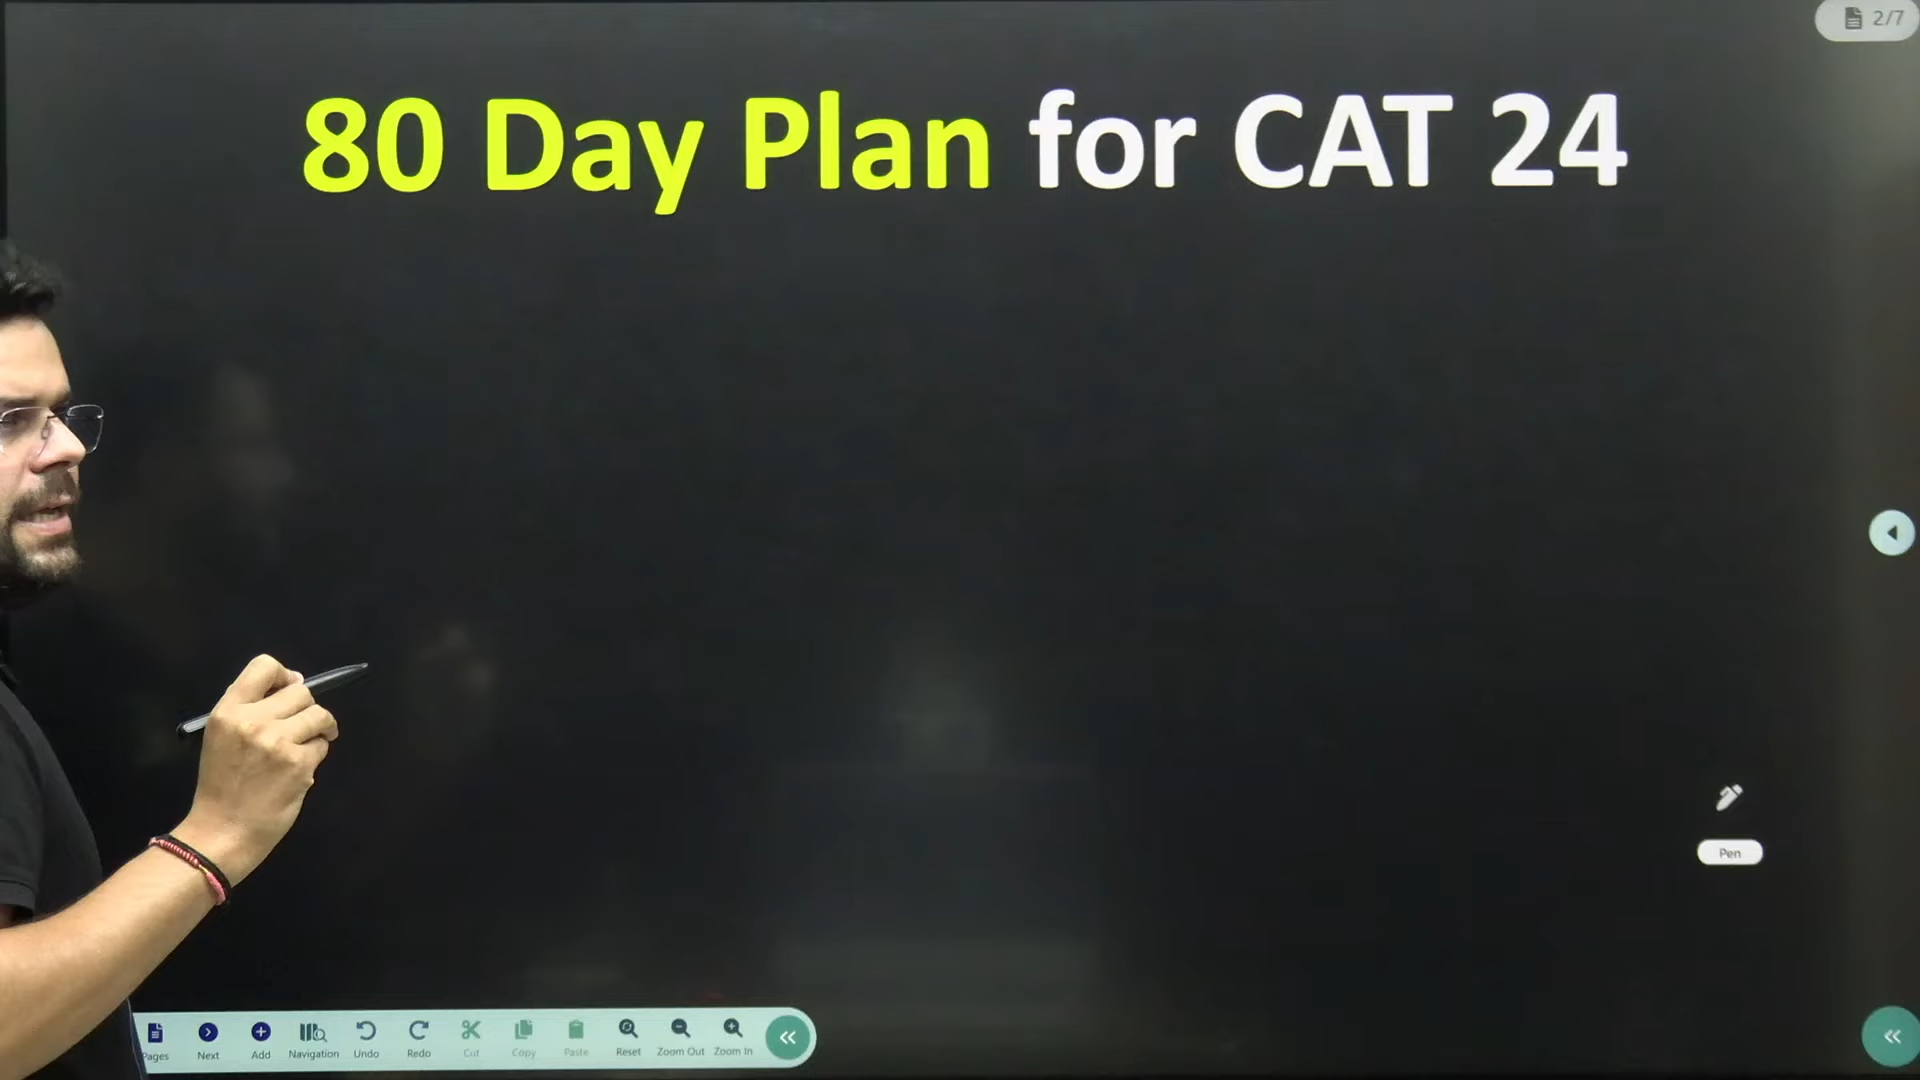 2/7
80 Day Plan for CAT 24
Pen
Pages Next Add Navigation Undo Redo Cut Copy Paste Reset Zoom Out Zoom In